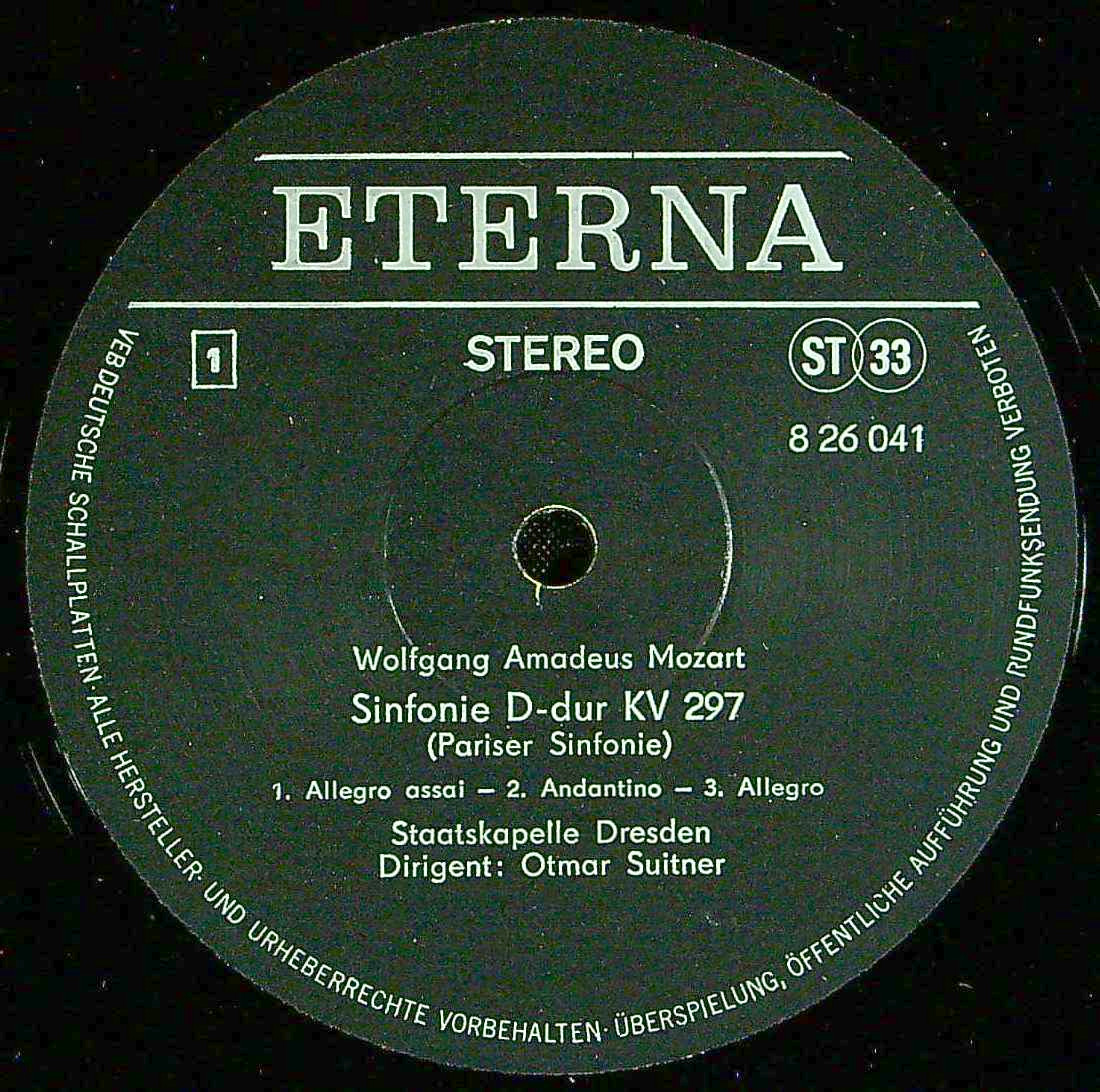 ETERNA
1
STEREO
ST 33
8 26 041
Wolfgang Amadeus Mozart
Sinfonie D-dur KV 297
(Pariser Sinfonie)
1. Allegro assai – 2. Andantino – 3. Allegro
Staatskapelle Dresden
Dirigent: Otmar Suitner
VEB DEUTSCHE SCHALLPLATTEN · ALLE HERSTELLER- UND URHEBERRECHTE VORBEHALTEN · ÜBERSPIELUNG, ÖFFENTLICHE AUFFÜHRUNG UND RUNDFUNKSENDUNG VERBOTEN